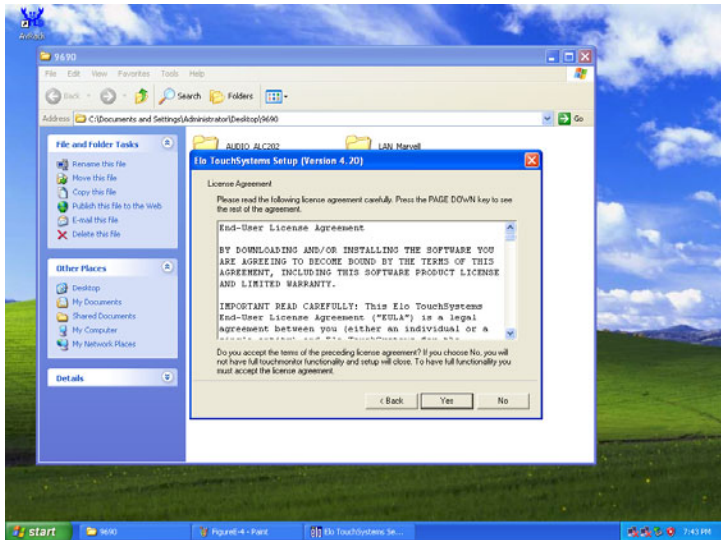 AvRack
9690
File Edit View Favorites Tools Help
Back Search Folders
Address C:\Documents and Settings\Administrator\Desktop\9690 Go
File and Folder Tasks
Rename this file
Move this file
Copy this file
Publish this file to the Web
E-mail this file
Delete this file
Other Places
Desktop
My Documents
Shared Documents
My Computer
My Network Places
Details
AUDIO ALC202 LAN Marvell
Elo TouchSystems Setup (Version 4.20)
License Agreement
Please read the following license agreement carefully. Press the PAGE DOWN key to see
the rest of the agreement.
End-User License Agreement
BY DOWNLOADING AND/OR INSTALLING THE SOFTWARE YOU
ARE AGREEING TO BECOME BOUND BY THE TERMS OF THIS
AGREEMENT, INCLUDING THIS SOFTWARE PRODUCT LICENSE
AND LIMITED WARRANTY.
IMPORTANT READ CAREFULLY: This Elo TouchSystems
End-User License Agreement ("EULA") is a legal
agreement between you (either an individual or a
Do you accept the terms of the preceding license agreement? If you choose No, you will
not have full touchmonitor functionality and setup will close. To have full functionallity you
must accept the license agreement.
< Back Yes No
start 9690 FigureE-4 - Paint Elo TouchSystems Se... 7:43 PM